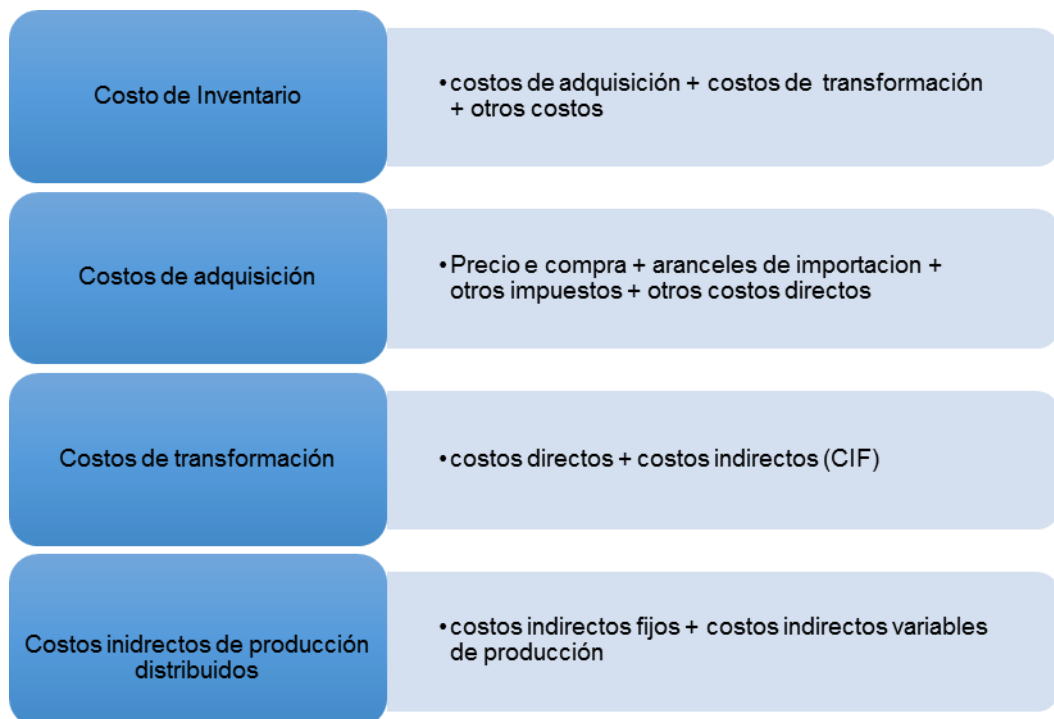 Costo de Inventario
•costos de adquisición + costos de transformación
+ otros costos
Costos de adquisición
•Precio e compra + aranceles de importacion +
otros impuestos + otros costos directos
Costos de transformación
•costos directos + costos indirectos (CIF)
Costos inidrectos de producción
distribuidos
•costos indirectos fijos + costos indirectos variables
de producción